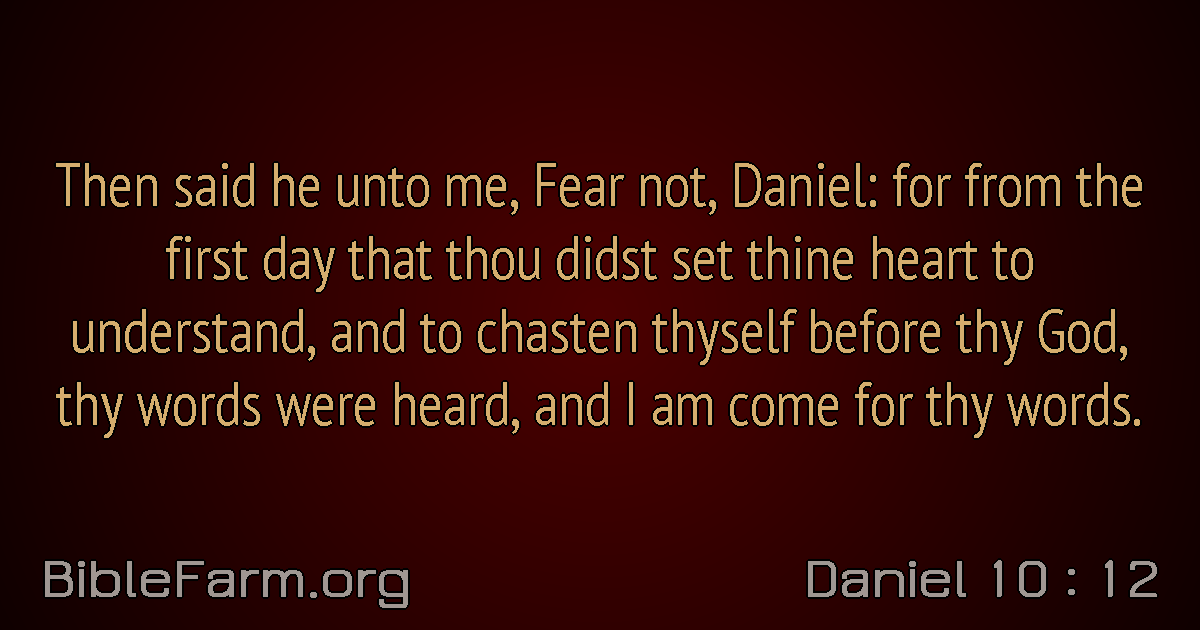 Then said he unto me, Fear not, Daniel: for from the
first day that thou didst set thine heart to
understand, and to chasten thyself before thy God,
thy words were heard, and I am come for thy words.
BibleFarm.org
Daniel 10 : 12